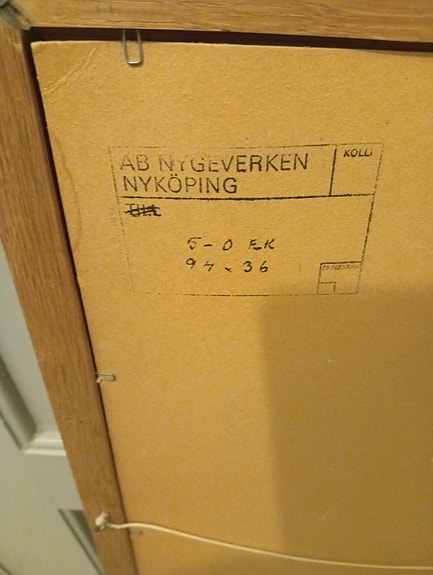 AB NYGEVERKEN
NYKÖPING
KOLLI
5-0 EK
94 × 36